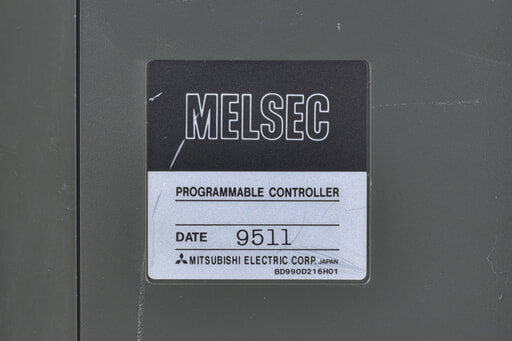 MELSEC
PROGRAMMABLE CONTROLLER
DATE 9511
MITSUBISHI ELECTRIC CORP. JAPAN
BD990D216H01